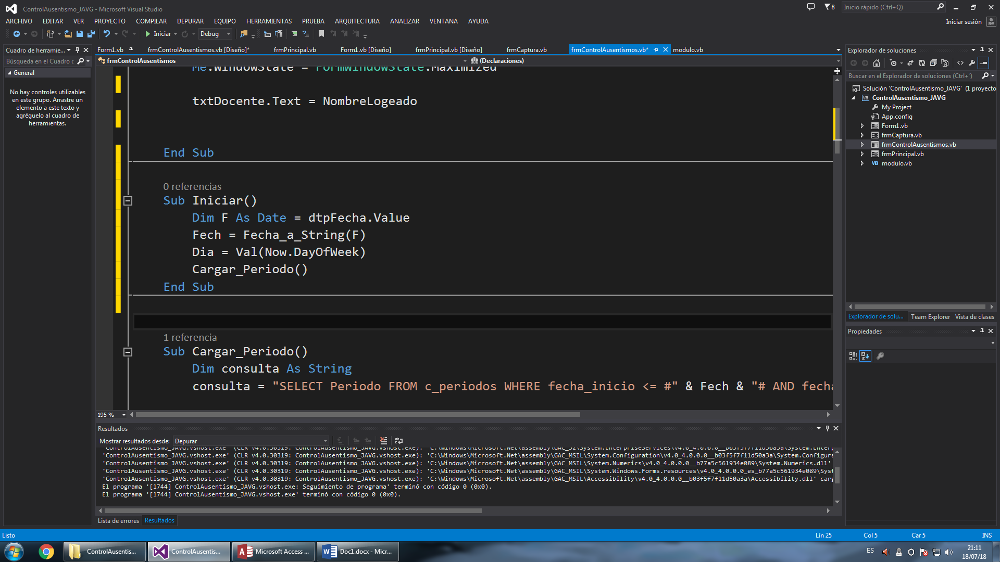 ControlAusentismo_JAVG - Microsoft Visual Studio
8
Inicio rápido (Ctrl+Q)
ARCHIVO EDITAR VER PROYECTO COMPILAR DEPURAR EQUIPO HERRAMIENTAS PRUEBA ARQUITECTURA ANALIZAR VENTANA AYUDA
Iniciar sesión
Iniciar
Debug
Cuadro de herramie...
Búsqueda en el Cuadro c
General
No hay controles utilizables
en este grupo. Arrastre un
elemento a este texto y
agréguelo al cuadro de
herramientas.
Form1.vb
frmControlAusentismos.vb [Diseño]*
frmPrincipal.vb
Form1.vb [Diseño]
frmPrincipal.vb [Diseño]
frmCaptura.vb
frmControlAusentismos.vb*
modulo.vb
frmControlAusentismos
(Declaraciones)
Me.WindowState = FormWindowState.Maximized
txtDocente.Text = NombreLogeado
End Sub
0 referencias
Sub Iniciar()
Dim F As Date = dtpFecha.Value
Fech = Fecha_a_String(F)
Dia = Val(Now.DayOfWeek)
Cargar_Periodo()
End Sub
1 referencia
Sub Cargar_Periodo()
Dim consulta As String
consulta = "SELECT Periodo FROM c_periodos WHERE fecha_inicio <= #" & Fech & "# AND fecha
195 %
Resultados
Mostrar resultados desde: Depurar
'ControlAusentismo_JAVG.vshost.exe' (CLR v4.0.30319: ControlAusentismo_JAVG.vshost.exe): 'C:\Windows\Microsoft.Net\assembly\GAC_32\System.EnterpriseServices\v4.0_4.0.0.0__b03f5f7f11d50a3a\System.Enterp
'ControlAusentismo_JAVG.vshost.exe' (CLR v4.0.30319: ControlAusentismo_JAVG.vshost.exe): 'C:\Windows\Microsoft.Net\assembly\GAC_MSIL\System.Configuration\v4.0_4.0.0.0__b03f5f7f11d50a3a\System.Configura
'ControlAusentismo_JAVG.vshost.exe' (CLR v4.0.30319: ControlAusentismo_JAVG.vshost.exe): 'C:\Windows\Microsoft.Net\assembly\GAC_MSIL\System.Numerics\v4.0_4.0.0.0__b77a5c561934e089\System.Numerics.dll'
'ControlAusentismo_JAVG.vshost.exe' (CLR v4.0.30319: ControlAusentismo_JAVG.vshost.exe): 'C:\Windows\Microsoft.Net\assembly\GAC_MSIL\System.Windows.Forms.resources\v4.0_4.0.0.0_es_b77a5c561934e089\Syst
'ControlAusentismo_JAVG.vshost.exe' (CLR v4.0.30319: ControlAusentismo_JAVG.vshost.exe): 'C:\Windows\Microsoft.Net\assembly\GAC_MSIL\Accessibility\v4.0_4.0.0.0__b03f5f7f11d50a3a\Accessibility.dll' carg
El programa '[1744] ControlAusentismo_JAVG.vshost.exe: Seguimiento de programa' terminó con código 0 (0x0).
El programa '[1744] ControlAusentismo_JAVG.vshost.exe' terminó con código 0 (0x0).
Lista de errores
Resultados
Explorador de soluciones
Buscar en el Explorador de soluciones (Ctrl+¨)
Solución 'ControlAusentismo_JAVG' (1 proyecto
VB ControlAusentismo_JAVG
My Project
App.config
Form1.vb
frmCaptura.vb
frmControlAusentismos.vb
frmPrincipal.vb
VB modulo.vb
Explorador de solu...
Team Explorer
Vista de clases
Propiedades
Listo
Lín 25
Col 5
Car 5
INS
ControlAusentis...
ControlAusentis...
Microsoft Access ...
Doc1.docx - Micr...
ES
21:11
18/07/18